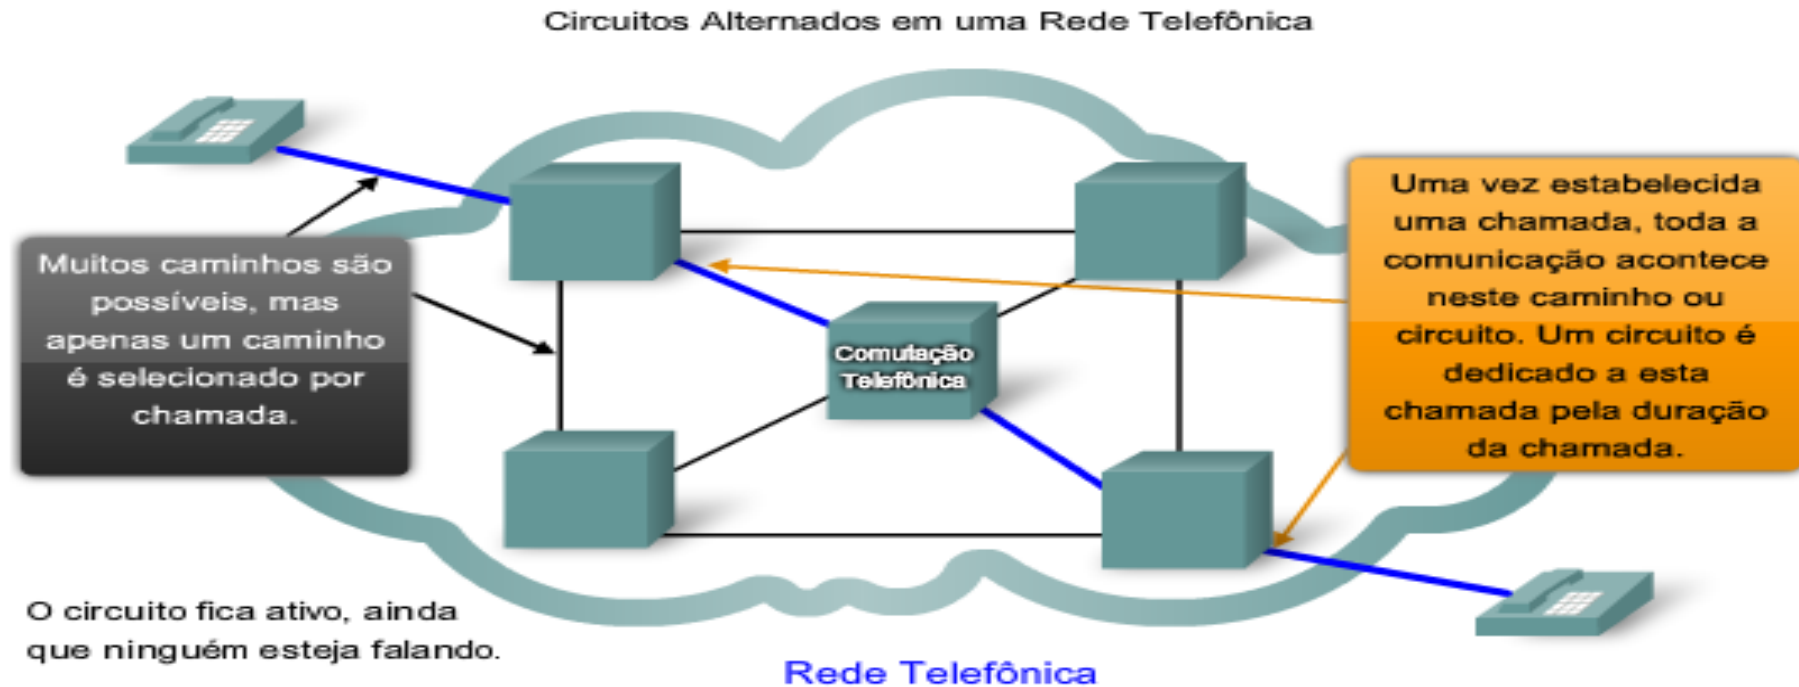 Circuitos Alternados em uma Rede Telefônica
Muitos caminhos são
possíveis, mas
apenas um caminho
é selecionado por
chamada.
Comutação
Telefônica
Uma vez estabelecida
uma chamada, toda a
comunicação acontece
neste caminho ou
circuito. Um circuito é
dedicado a esta
chamada pela duração
da chamada.
O circuito fica ativo, ainda
que ninguém esteja falando.
Rede Telefônica